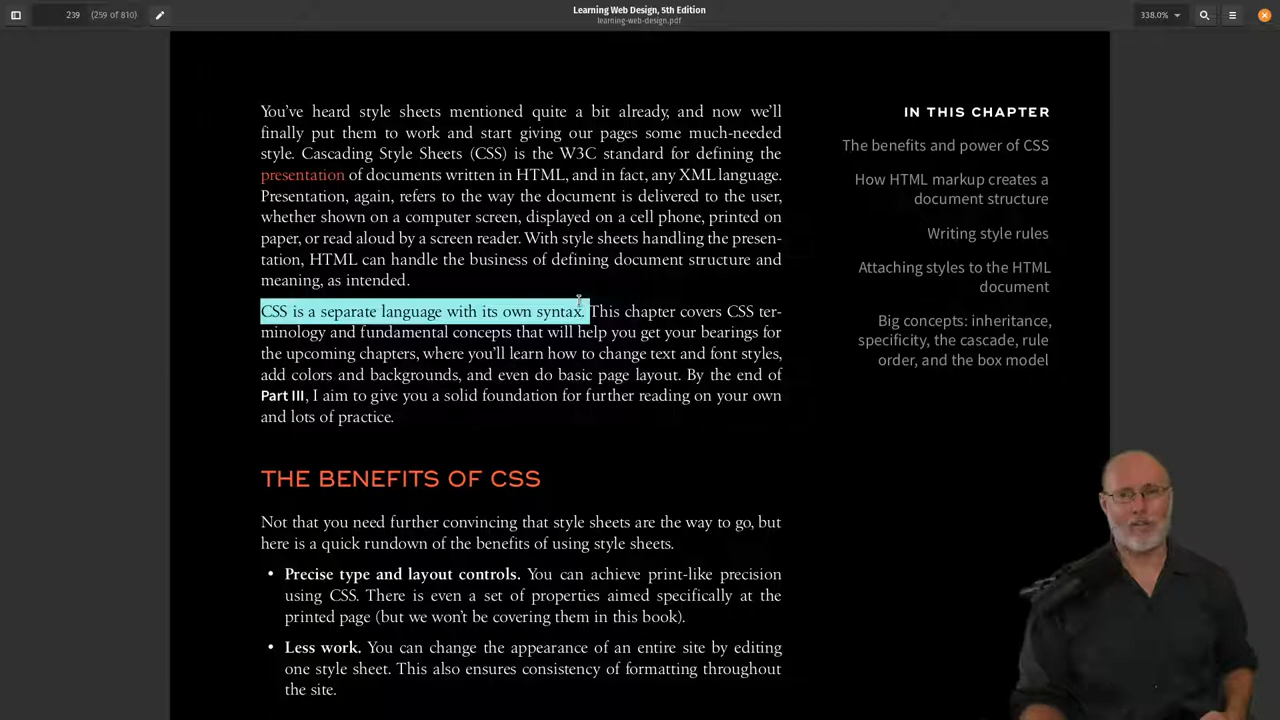 Learning Web Design, 5th Edition
learning-web-design.pdf
239 (259 of 810)
338.0%
You've heard style sheets mentioned quite a bit already, and now we'll
finally put them to work and start giving our pages some much-needed
style. Cascading Style Sheets (CSS) is the W3C standard for defining the
presentation of documents written in HTML, and in fact, any XML language.
Presentation, again, refers to the way the document is delivered to the user,
whether shown on a computer screen, displayed on a cell phone, printed on
paper, or read aloud by a screen reader. With style sheets handling the presen-
tation, HTML can handle the business of defining document structure and
meaning, as intended.
CSS is a separate language with its own syntax. This chapter covers CSS ter-
minology and fundamental concepts that will help you get your bearings for
the upcoming chapters, where you'll learn how to change text and font styles,
add colors and backgrounds, and even do basic page layout. By the end of
Part III, I aim to give you a solid foundation for further reading on your own
and lots of practice.
THE BENEFITS OF CSS
Not that you need further convincing that style sheets are the way to go, but
here is a quick rundown of the benefits of using style sheets.
• Precise type and layout controls. You can achieve print-like precision
using CSS. There is even a set of properties aimed specifically at the
printed page (but we won't be covering them in this book).
• Less work. You can change the appearance of an entire site by editing
one style sheet. This also ensures consistency of formatting throughout
the site.
IN THIS CHAPTER
The benefits and power of CSS
How HTML markup creates a
document structure
Writing style rules
Attaching styles to the HTML
document
Big concepts: inheritance,
specificity, the cascade, rule
order, and the box model